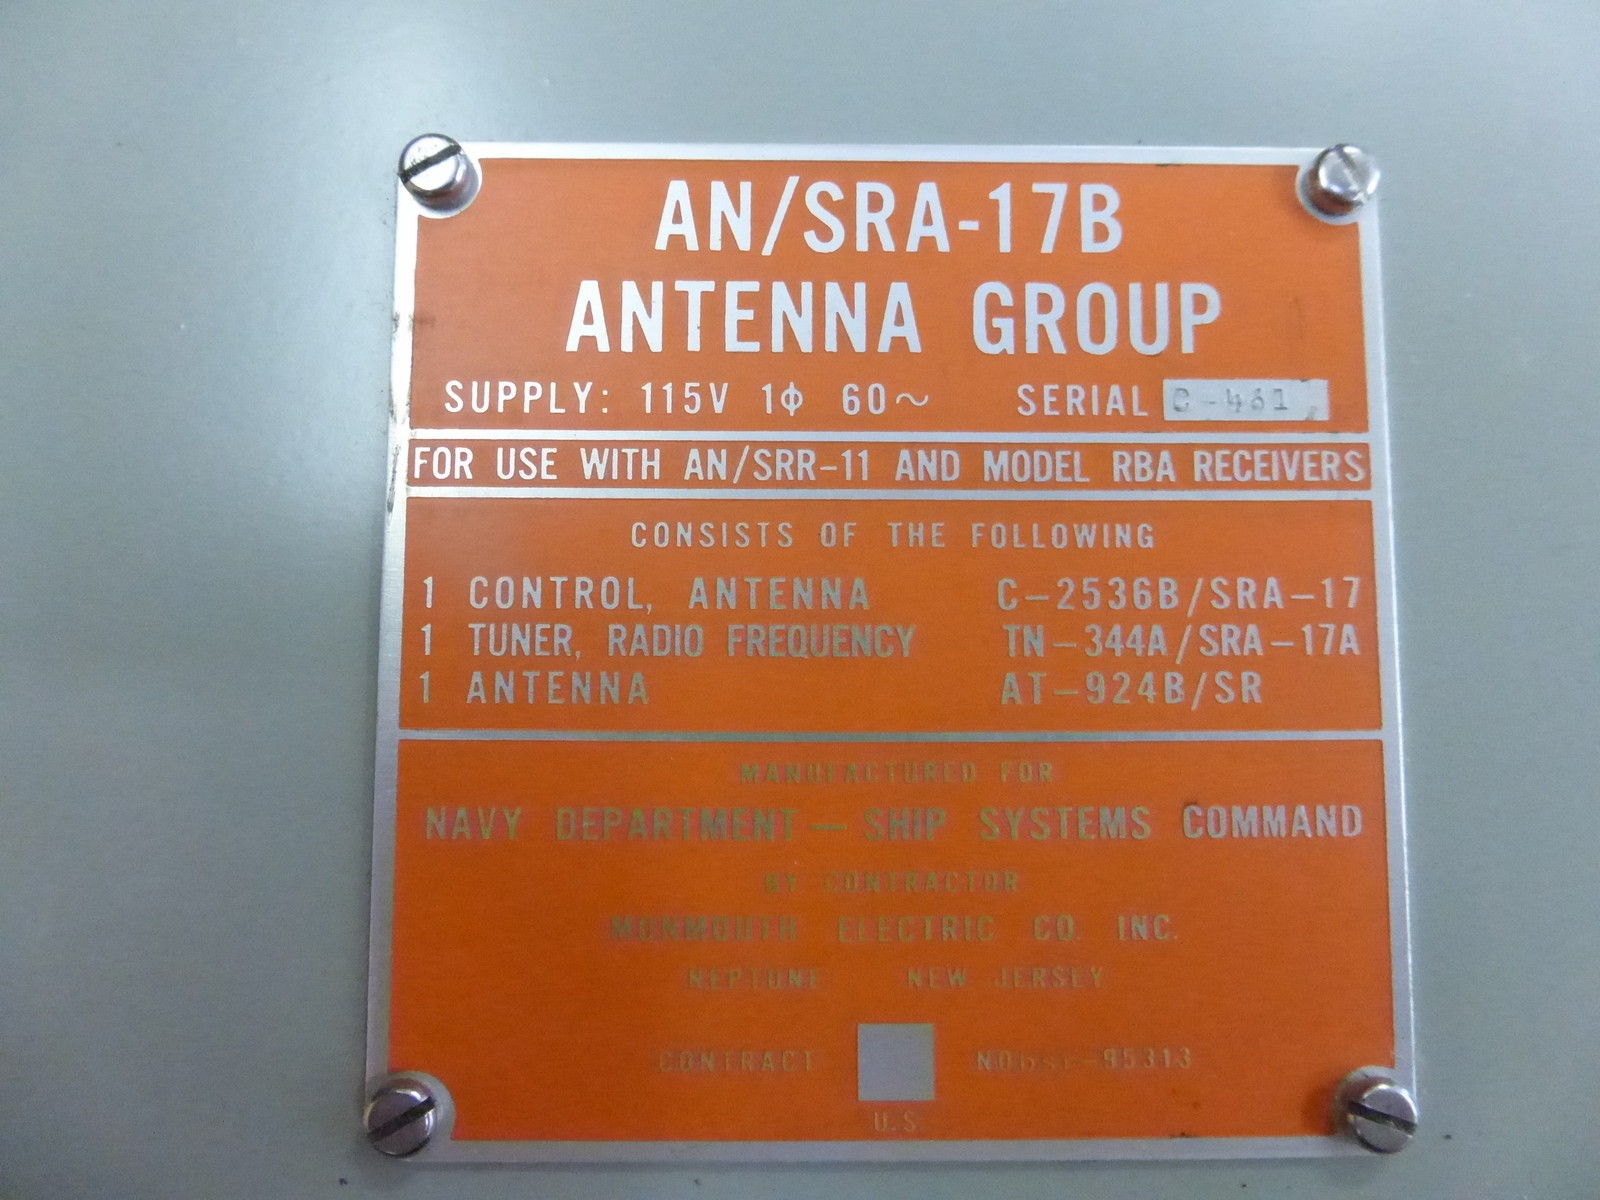 AN/SRA-17B
ANTENNA GROUP
SUPPLY: 115V 1ϕ 60~ SERIAL C-461
FOR USE WITH AN/SRR-11 AND MODEL RBA RECEIVERS
CONSISTS OF THE FOLLOWING
1 CONTROL, ANTENNA C-2536B/SRA-17
1 TUNER, RADIO FREQUENCY TN-344A/SRA-17A
1 ANTENNA AT-924B/SR
MANUFACTURED FOR
NAVY DEPARTMENT — SHIP SYSTEMS COMMAND
BY CONTRACTOR
MONMOUTH ELECTRIC CO. INC.
NEPTUNE NEW JERSEY
CONTRACT
U.S.